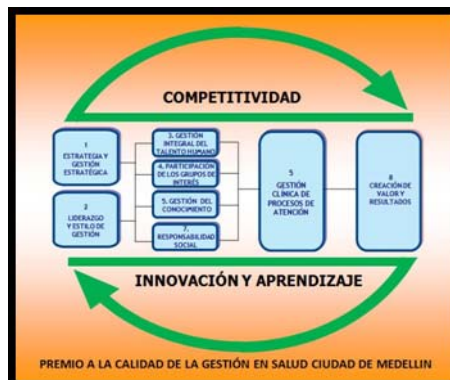 COMPETITIVIDAD
1
ESTRATEGIA Y
GESTIÓN
ESTRATÉGICA
2
LIDERAZGO
Y ESTILO DE
GESTIÓN
3. GESTIÓN
INTEGRAL DEL
TALENTO HUMANO
4. PARTICIPACIÓN
DE LOS GRUPOS DE
INTERÉS
5. GESTIÓN DEL
CONOCIMIENTO
7.
RESPONSABILIDAD
SOCIAL
5
GESTIÓN
CLÍNICA DE
PROCESOS DE
ATENCIÓN
8
CREACIÓN DE
VALOR Y
RESULTADOS
INNOVACIÓN Y APRENDIZAJE
PREMIO A LA CALIDAD DE LA GESTIÓN EN SALUD CIUDAD DE MEDELLIN